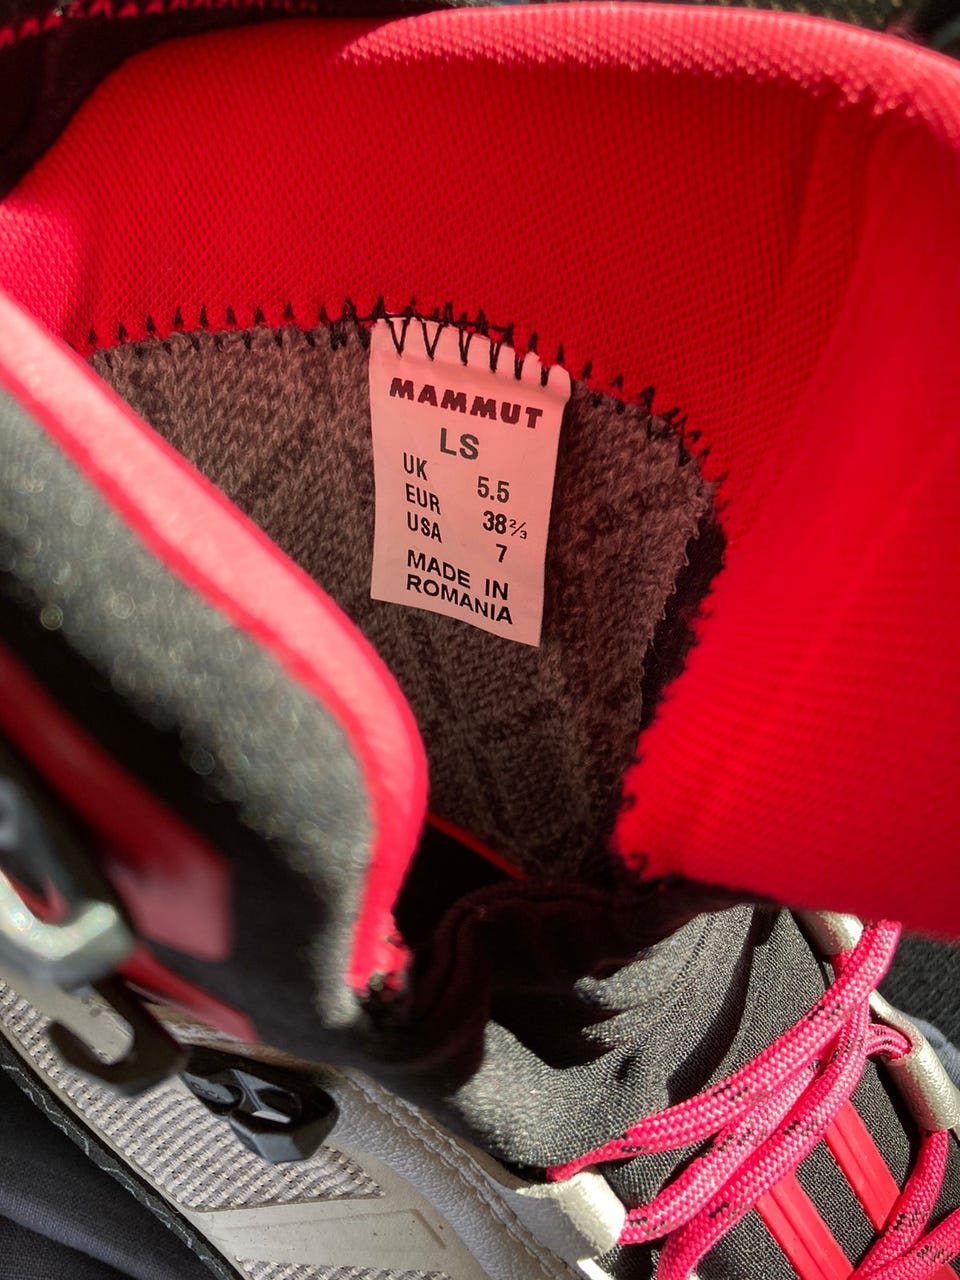 MAMMUT
LS
UK 5.5
EUR 38⅔
USA 7
MADE IN
ROMANIA